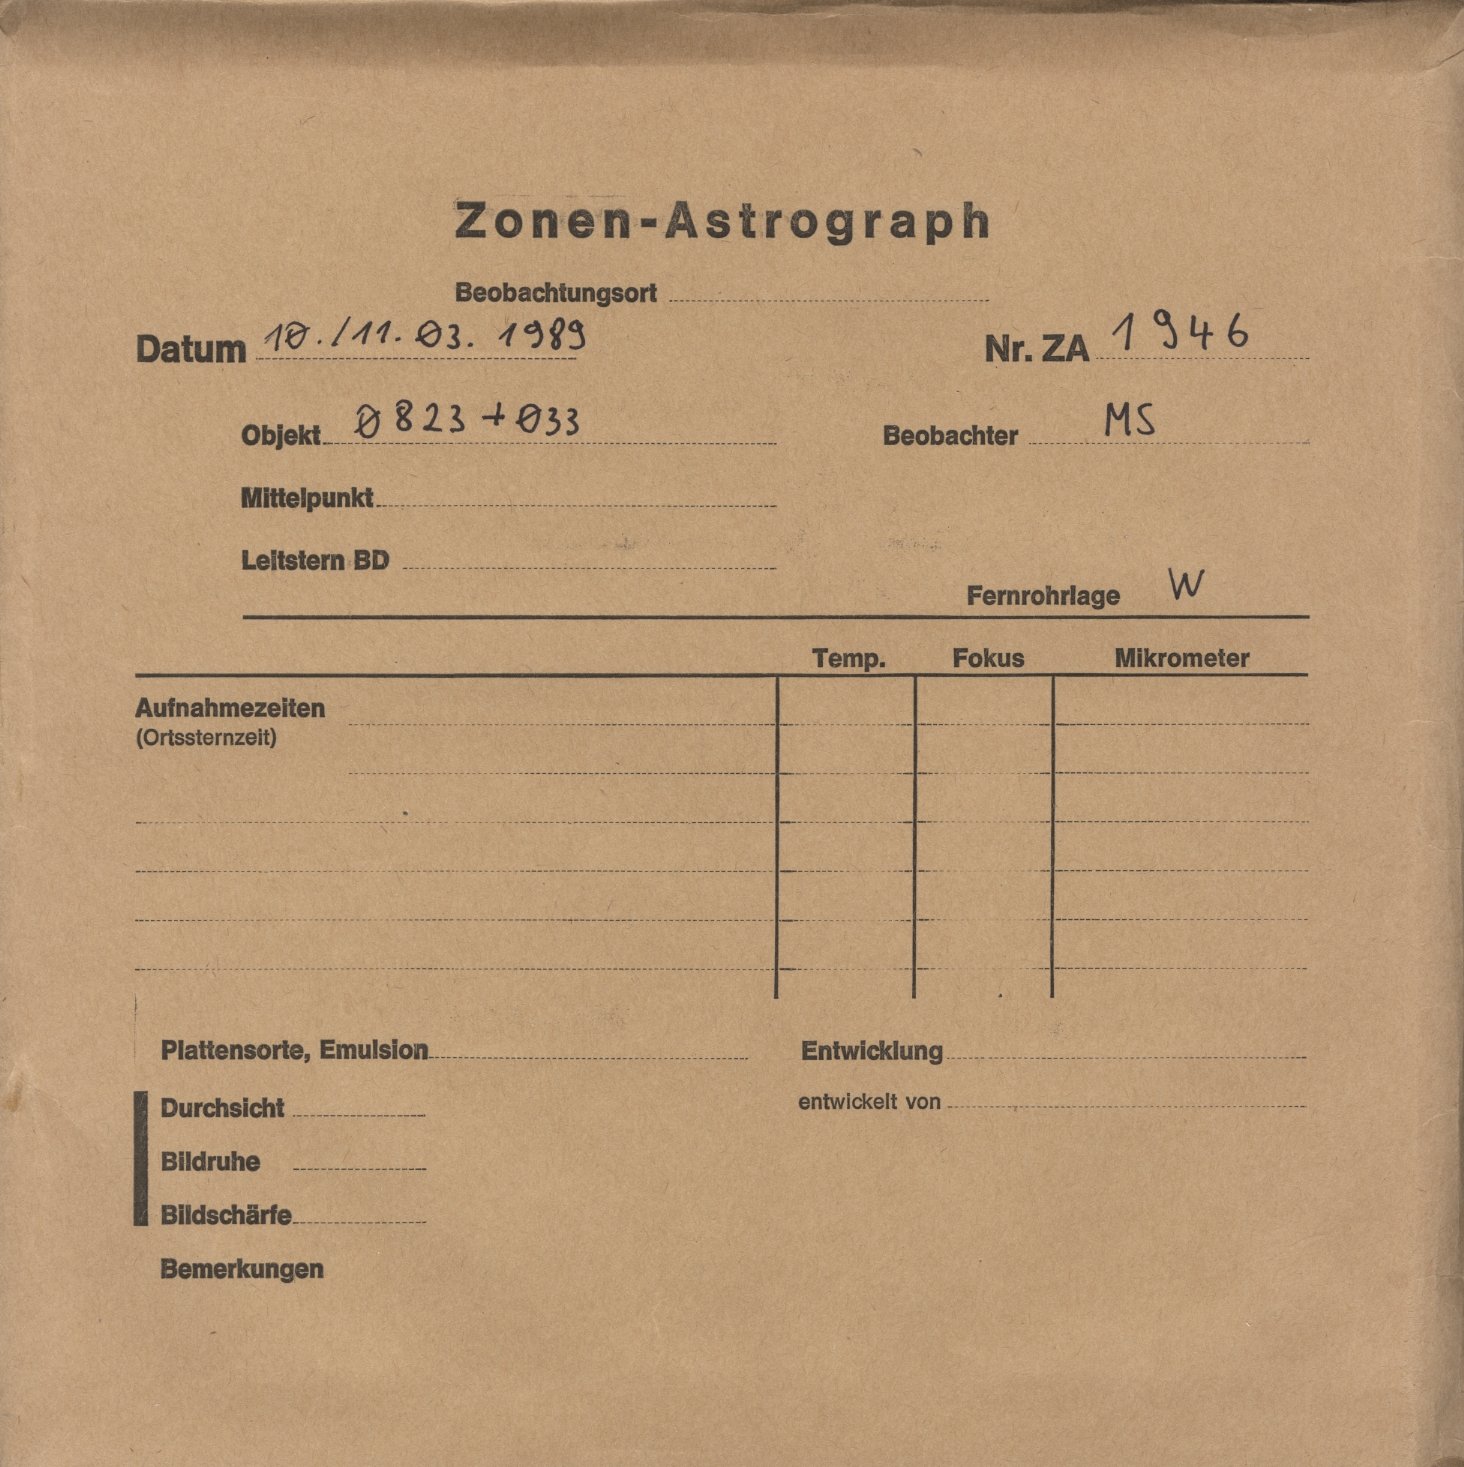 Zonen-Astrograph
Beobachtungsort
Datum 10./11.03.1989 Nr. ZA 1946
Objekt 0823+033 Beobachter MS
Mittelpunkt
Leitstern BD
Fernrohrlage W
Temp. Fokus Mikrometer
Aufnahmezeiten
(Ortssternzeit)
Plattensorte, Emulsion Entwicklung
Durchsicht entwickelt von
Bildruhe
Bildschärfe
Bemerkungen